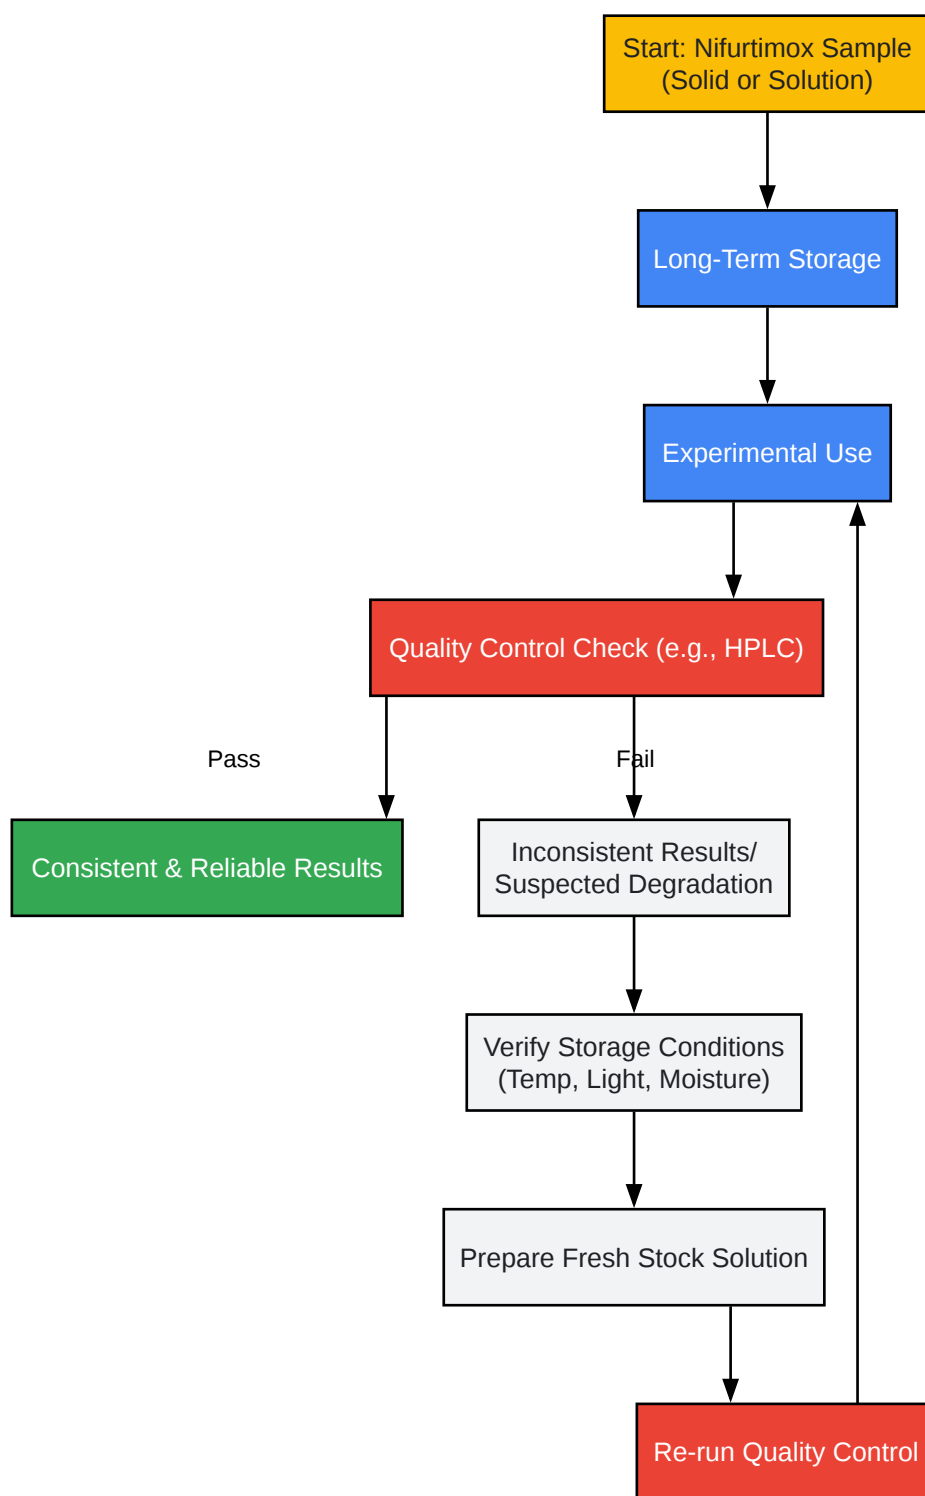 Start: Nifurtimox Sample
(Solid or Solution)
Long-Term Storage
Experimental Use
Quality Control Check (e.g., HPLC)
Pass
Fail
Consistent & Reliable Results
Inconsistent Results/
Suspected Degradation
Verify Storage Conditions
(Temp, Light, Moisture)
Prepare Fresh Stock Solution
Re-run Quality Control